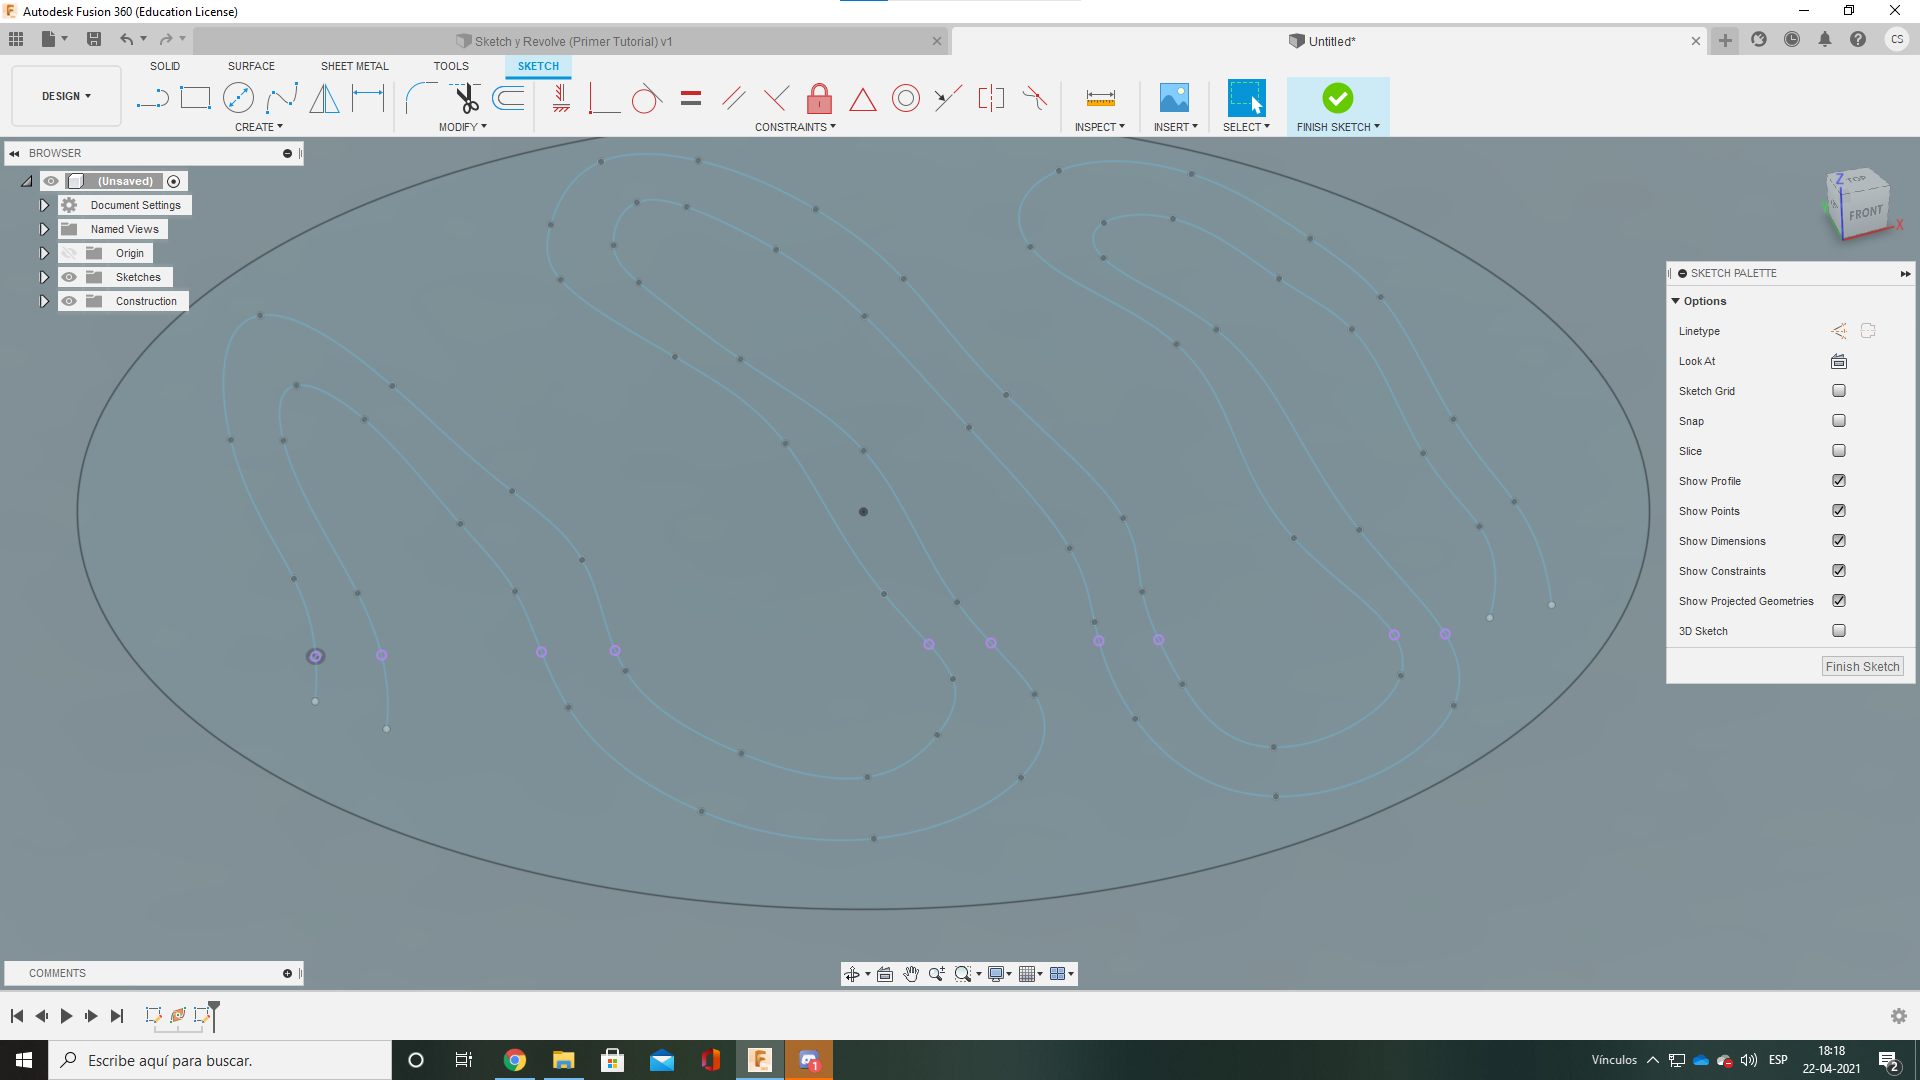 Autodesk Fusion 360 (Education License)
Sketch y Revolve (Primer Tutorial) v1
Untitled*
CS
DESIGN
SOLID
SURFACE
SHEET METAL
TOOLS
SKETCH
CREATE
MODIFY
CONSTRAINTS
INSPECT
INSERT
SELECT
FINISH SKETCH
BROWSER
(Unsaved)
Document Settings
Named Views
Origin
Sketches
Construction
Z
TOP
FRONT
X
SKETCH PALETTE
Options
Linetype
Look At
Sketch Grid
Snap
Slice
Show Profile
Show Points
Show Dimensions
Show Constraints
Show Projected Geometries
3D Sketch
Finish Sketch
COMMENTS
Escribe aquí para buscar.
1
Vínculos
ESP
18:18
22-04-2021
2